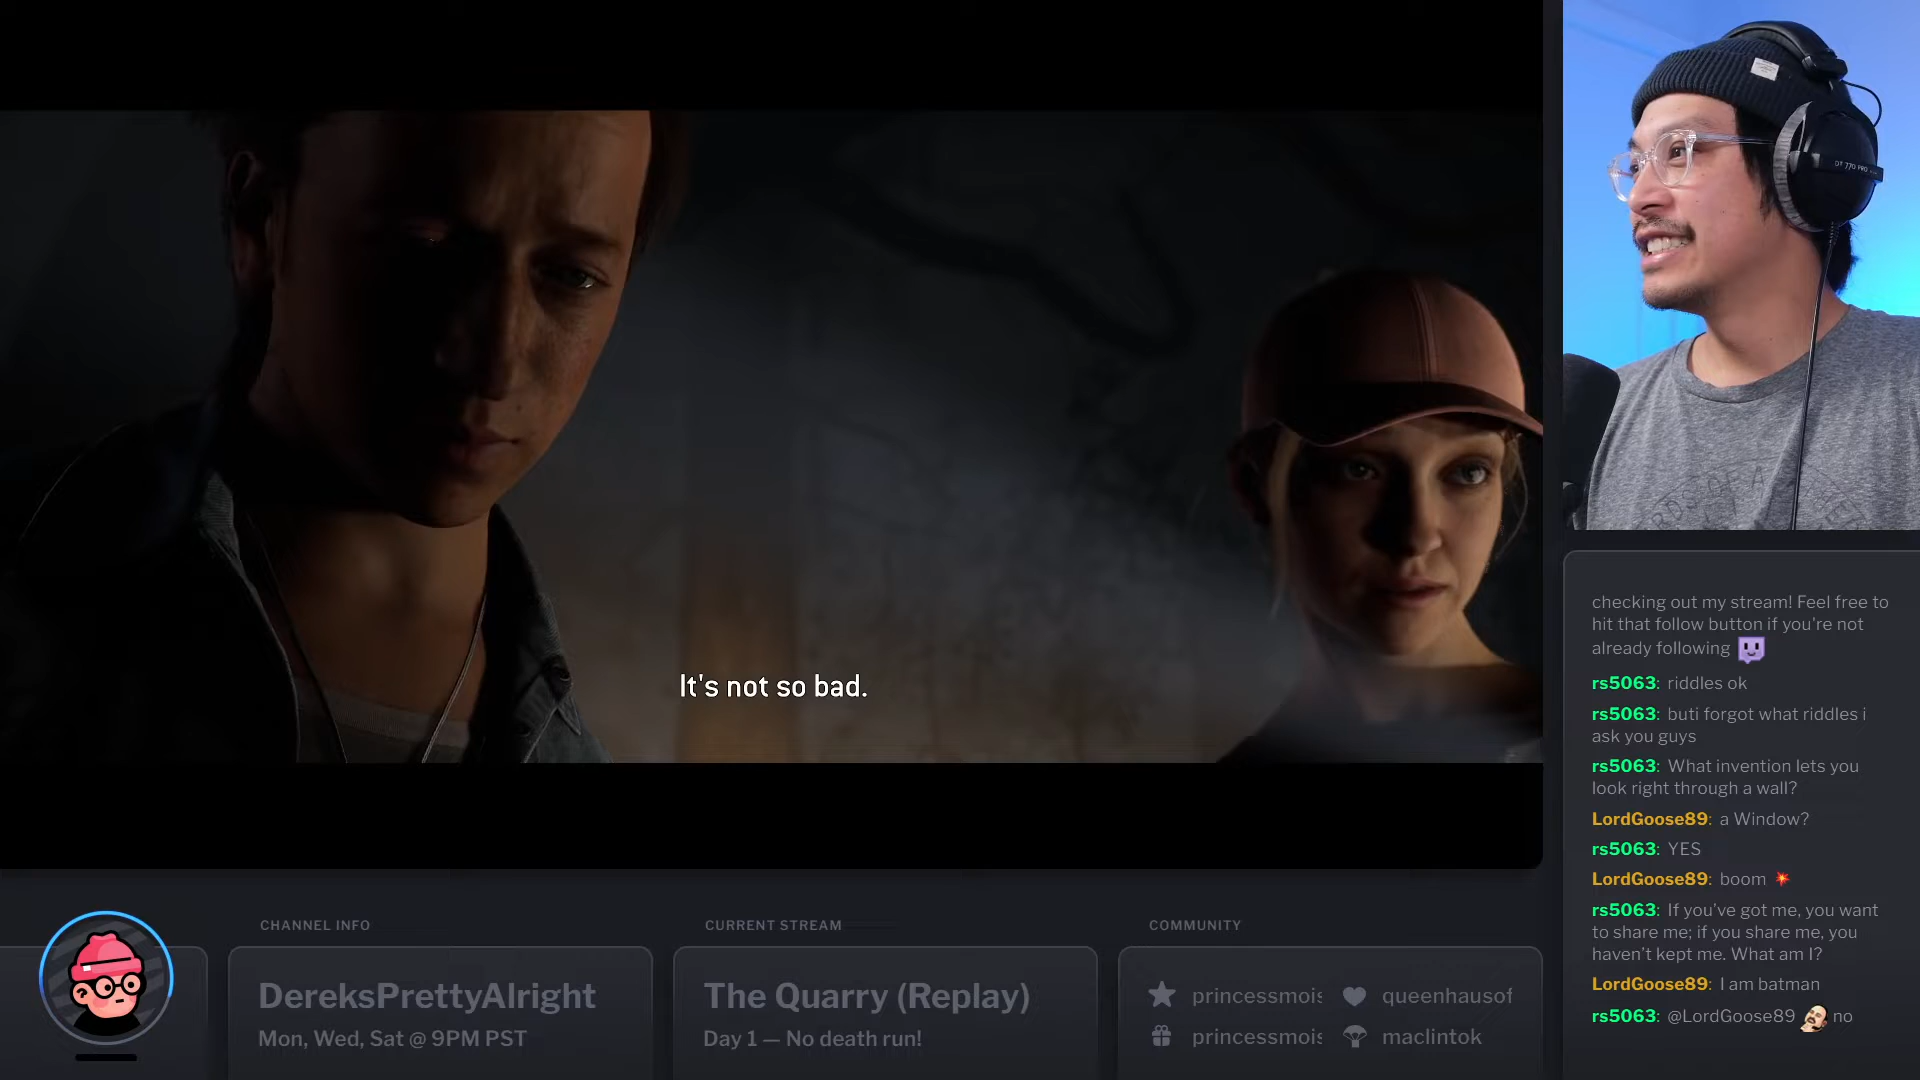 It's not so bad.
DT 770 PRO
checking out my stream! Feel free to
hit that follow button if you're not
already following
rs5063: riddles ok
rs5063: buti forgot what riddles i
ask you guys
rs5063: What invention lets you
look right through a wall?
LordGoose89: a Window?
rs5063: YES
LordGoose89: boom
rs5063: If you've got me, you want
to share me; if you share me, you
haven't kept me. What am I?
LordGoose89: I am batman
rs5063: @LordGoose89 no
CHANNEL INFO
DereksPrettyAlright
Mon, Wed, Sat @ 9PM PST
CURRENT STREAM
The Quarry (Replay)
Day 1 — No death run!
COMMUNITY
princessmois
queenhausof
princessmois
maclintok